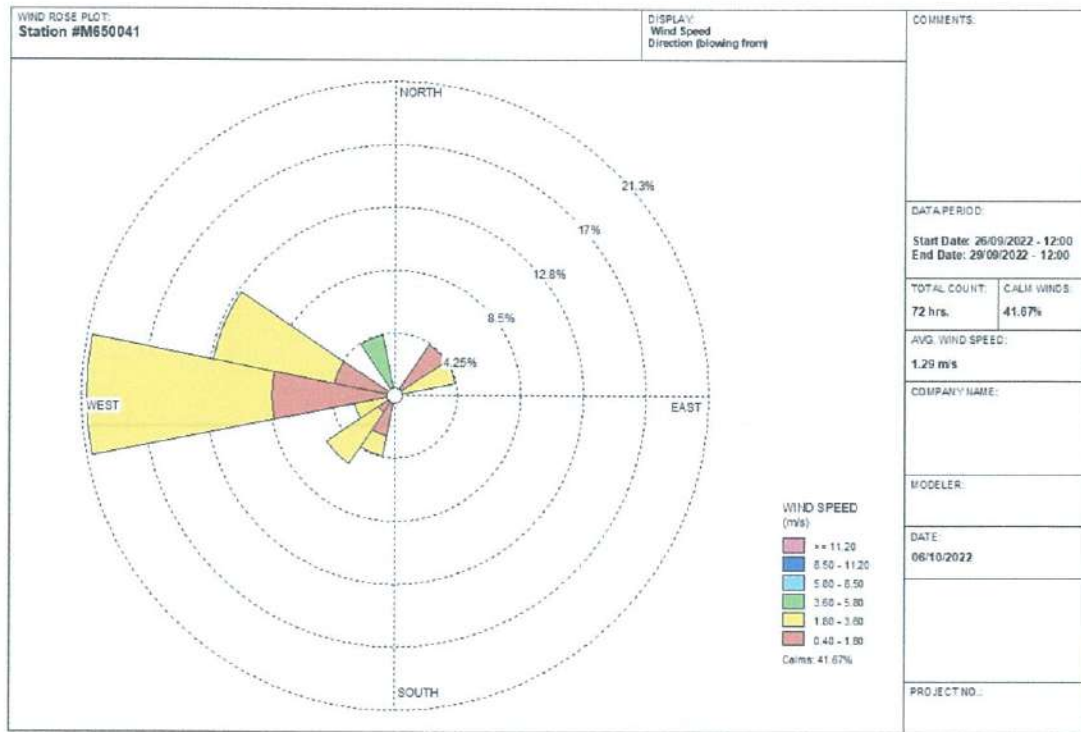 WIND ROSE PLOT:
Station #M650041
DISPLAY:
Wind Speed
Direction (blowing from)
COMMENTS:
NORTH
21.3%
17%
12.8%
8.5%
4.25%
WEST
EAST
SOUTH
WIND SPEED
(m/s)
>= 11.20
8.50 - 11.20
5.80 - 8.50
3.60 - 5.80
1.80 - 3.60
0.40 - 1.80
Calms: 41.67%
DATA PERIOD:
Start Date: 26/09/2022 - 12:00
End Date: 29/09/2022 - 12:00
TOTAL COUNT:
72 hrs.
CALM WINDS:
41.67%
AVG. WIND SPEED:
1.29 m/s
COMPANY NAME:
MODELER:
DATE:
06/10/2022
PROJECT NO.: